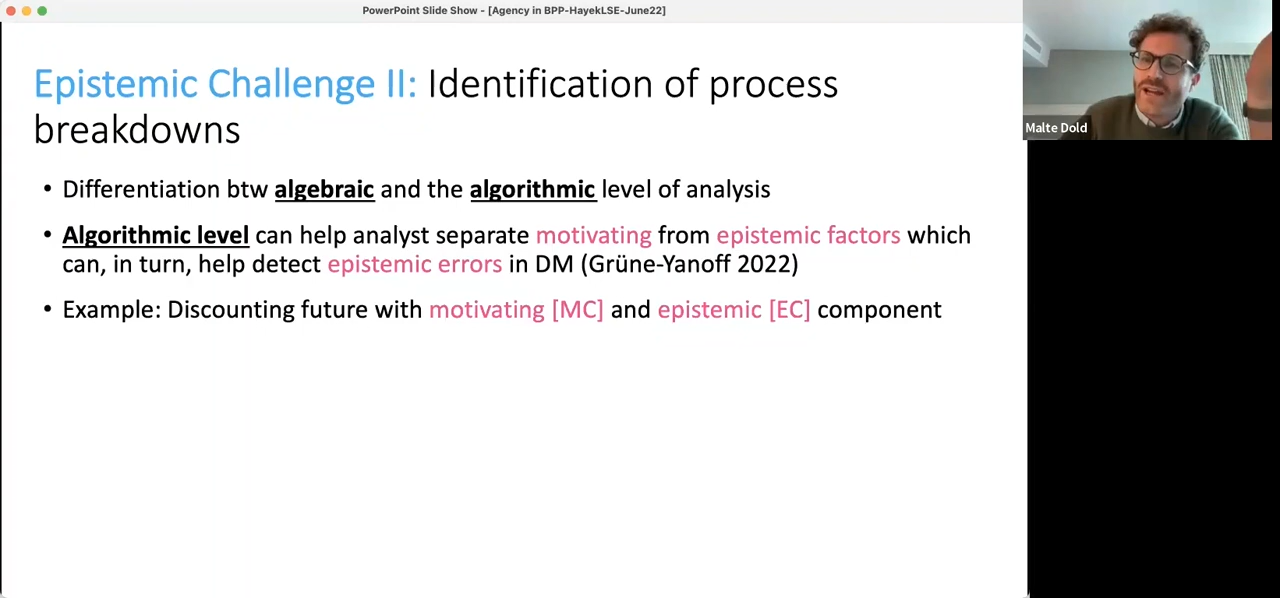 PowerPoint Slide Show - [Agency in BPP-HayekLSE-June22]
Epistemic Challenge II: Identification of process
breakdowns
• Differentiation btw algebraic and the algorithmic level of analysis
• Algorithmic level can help analyst separate motivating from epistemic factors which
can, in turn, help detect epistemic errors in DM (Grüne-Yanoff 2022)
• Example: Discounting future with motivating [MC] and epistemic [EC] component
Malte Dold